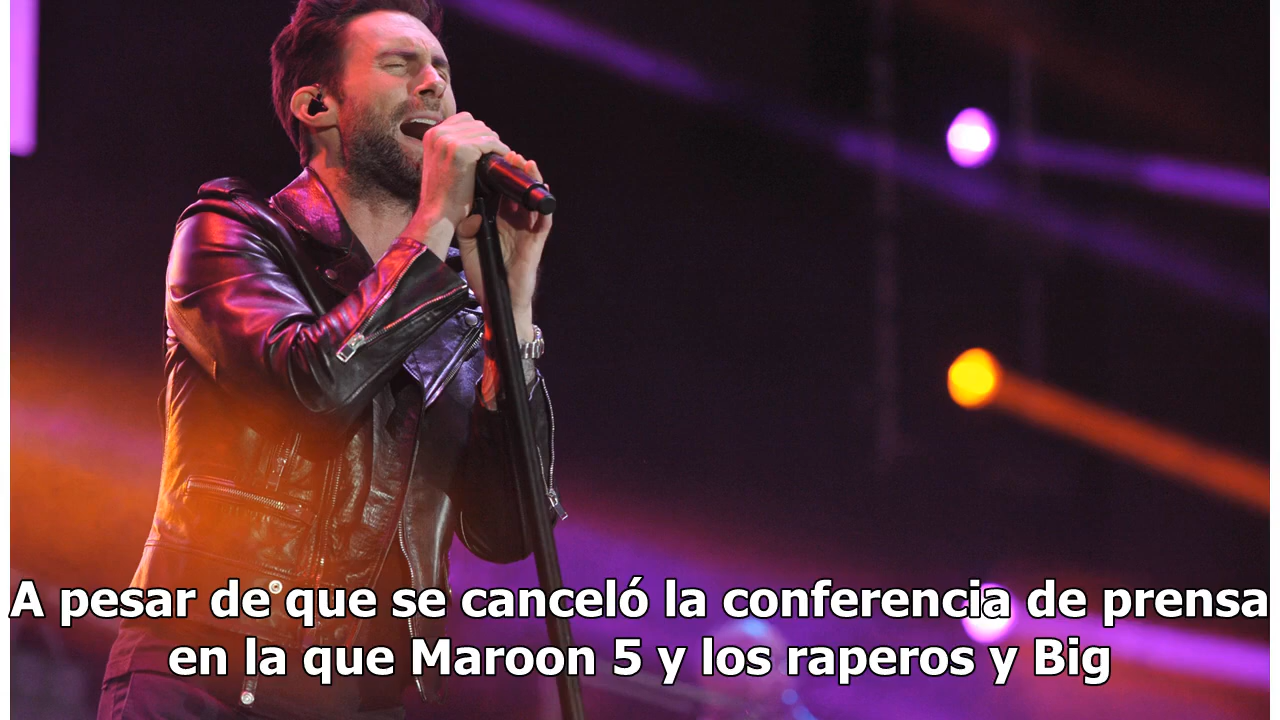 A pesar de que se canceló la conferencia de prensa
en la que Maroon 5 y los raperos y Big